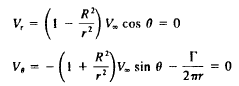 V_r = (1 - R²/r²) V_∞ cos θ = 0
V_θ = -(1 + R²/r²) V_∞ sin θ - Γ/2πr = 0